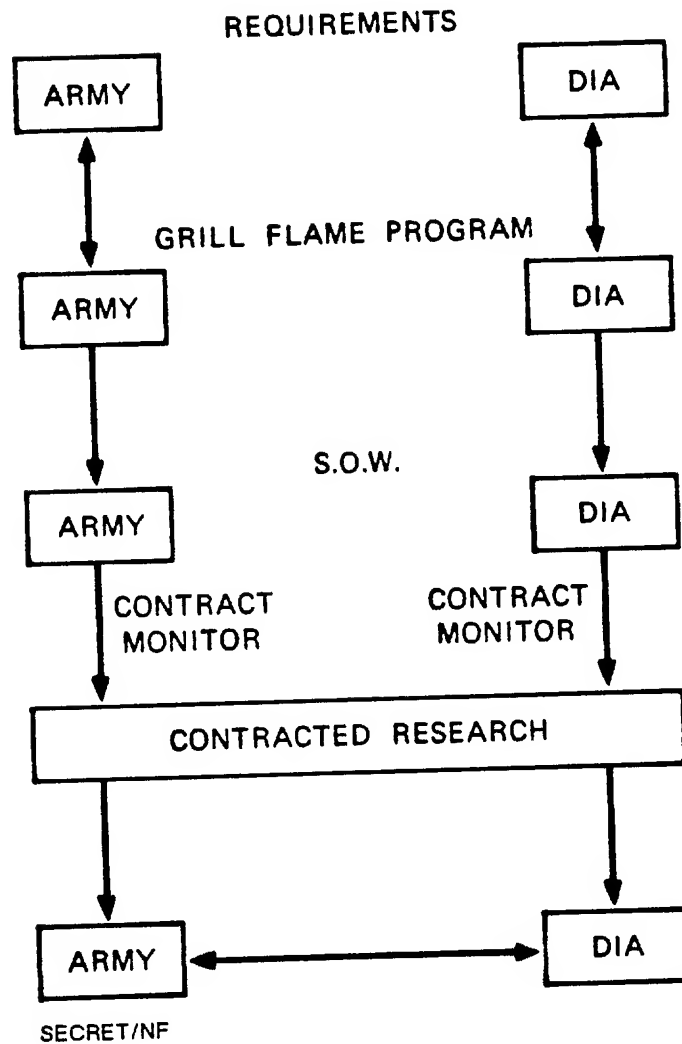 REQUIREMENTS
ARMY
DIA
GRILL FLAME PROGRAM
ARMY
DIA
S.O.W.
ARMY
DIA
CONTRACT
MONITOR
CONTRACT
MONITOR
CONTRACTED RESEARCH
ARMY
DIA
SECRET/NF